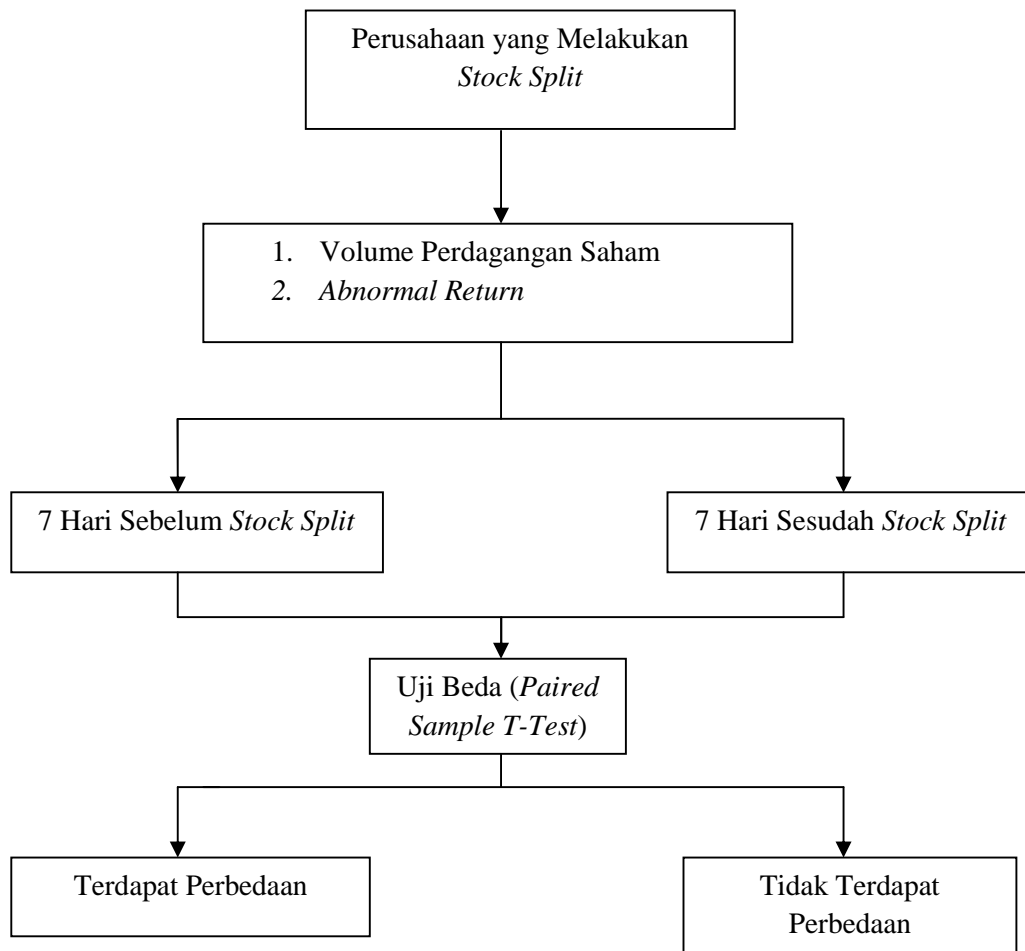 Perusahaan yang Melakukan
Stock Split
1. Volume Perdagangan Saham
2. Abnormal Return
7 Hari Sebelum Stock Split
7 Hari Sesudah Stock Split
Uji Beda (Paired
Sample T-Test)
Terdapat Perbedaan
Tidak Terdapat
Perbedaan